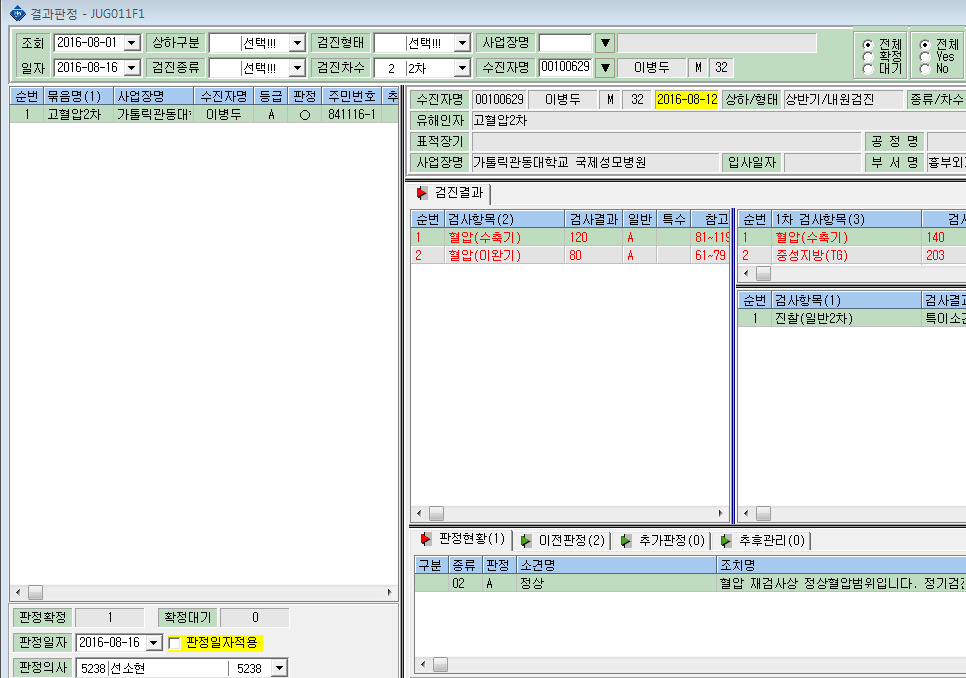 결과판정 - JUG011F1
조회 2016-08-01 상하구분 선택!!! 검진형태 선택!!! 사업장명 전체 전체
확정 Yes
일자 2016-08-16 검진종류 선택!!! 검진차수 2 2차 수진자명 00100629 이병두 M 32 대기 No
순번 묶음명(1) 사업장명 수진자명 등급 판정 주민번호 추
1 고혈압2차 가톨릭관동대 이병두 A ○ 841116-1
수진자명 00100629 이병두 M 32 2016-08-12 상하/형태 상반기/내원검진 종류/차수
유해인자 고혈압2차
표적장기 공 정 명
사업장명 가톨릭관동대학교 국제성모병원 입사일자 부 서 명 흉부외
검진결과
순번 검사항목(2) 검사결과 일반 특수 참고
1 혈압(수축기) 120 A 81~119
2 혈압(이완기) 80 A 61~79
순번 1차 검사항목(3) 검사
1 혈압(수축기) 140
2 중성지방(TG) 203
순번 검사항목(1) 검사결과
1 진찰(일반2차) 특이소견
판정현황(1) 이전판정(2) 추가판정(0) 추후관리(0)
구분 종류 판정 소견명 조치명
02 A 정상 혈압 재검사상 정상혈압범위입니다. 정기검진
판정확정 1 확정대기 0
판정일자 2016-08-16 판정일자적용
판정의사 5238 선소현 5238